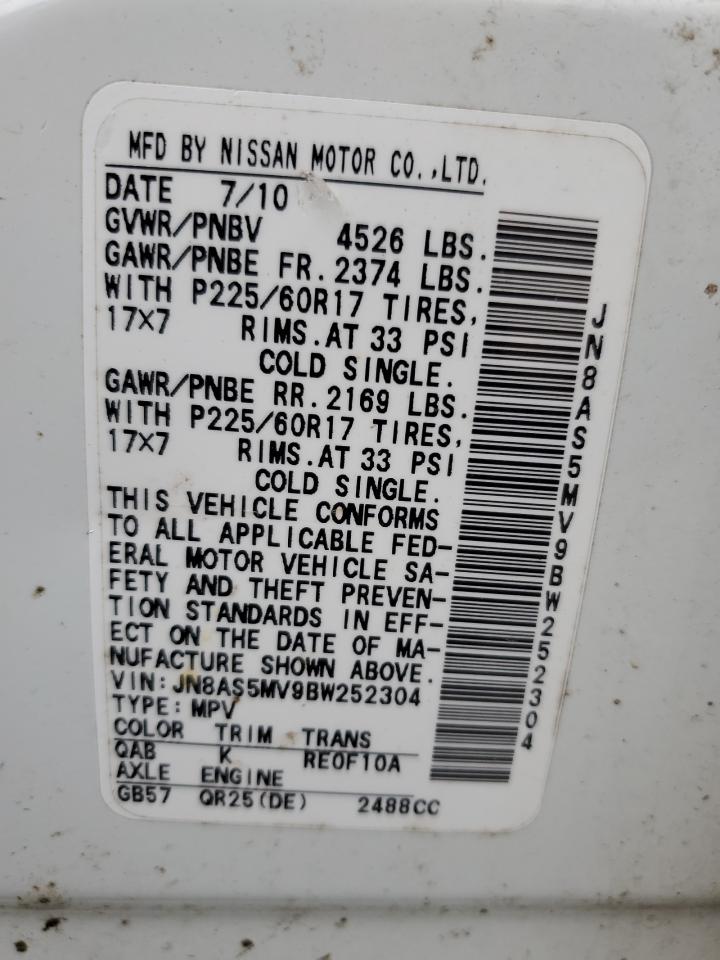 MFD BY NISSAN MOTOR CO.,LTD.
DATE 7/10
GVWR/PNBV 4526 LBS.
GAWR/PNBE FR. 2374 LBS.
WITH P225/60R17 TIRES,
17×7 RIMS.AT 33 PSI
COLD SINGLE.
GAWR/PNBE RR. 2169 LBS.
WITH P225/60R17 TIRES,
17×7 RIMS.AT 33 PSI
COLD SINGLE.
THIS VEHICLE CONFORMS
TO ALL APPLICABLE FED-
ERAL MOTOR VEHICLE SA-
FETY AND THEFT PREVEN-
TION STANDARDS IN EFF-
ECT ON THE DATE OF MA-
NUFACTURE SHOWN ABOVE.
VIN: JN8AS5MV9BW252304
TYPE: MPV
COLOR TRIM TRANS
QAB K RE0F10A
AXLE ENGINE
GB57 QR25(DE) 2488CC
JN8AS5MV9BW252304